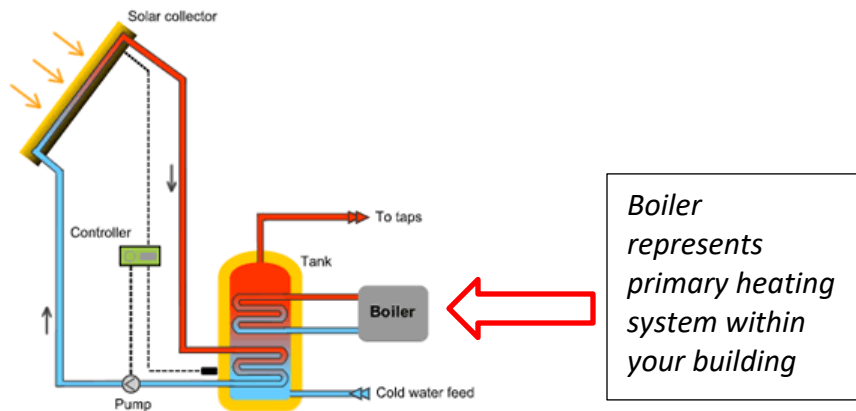 Solar collector
To taps
Controller
Tank
Boiler
Cold water feed
Pump
Boiler
represents
primary heating
system within
your building